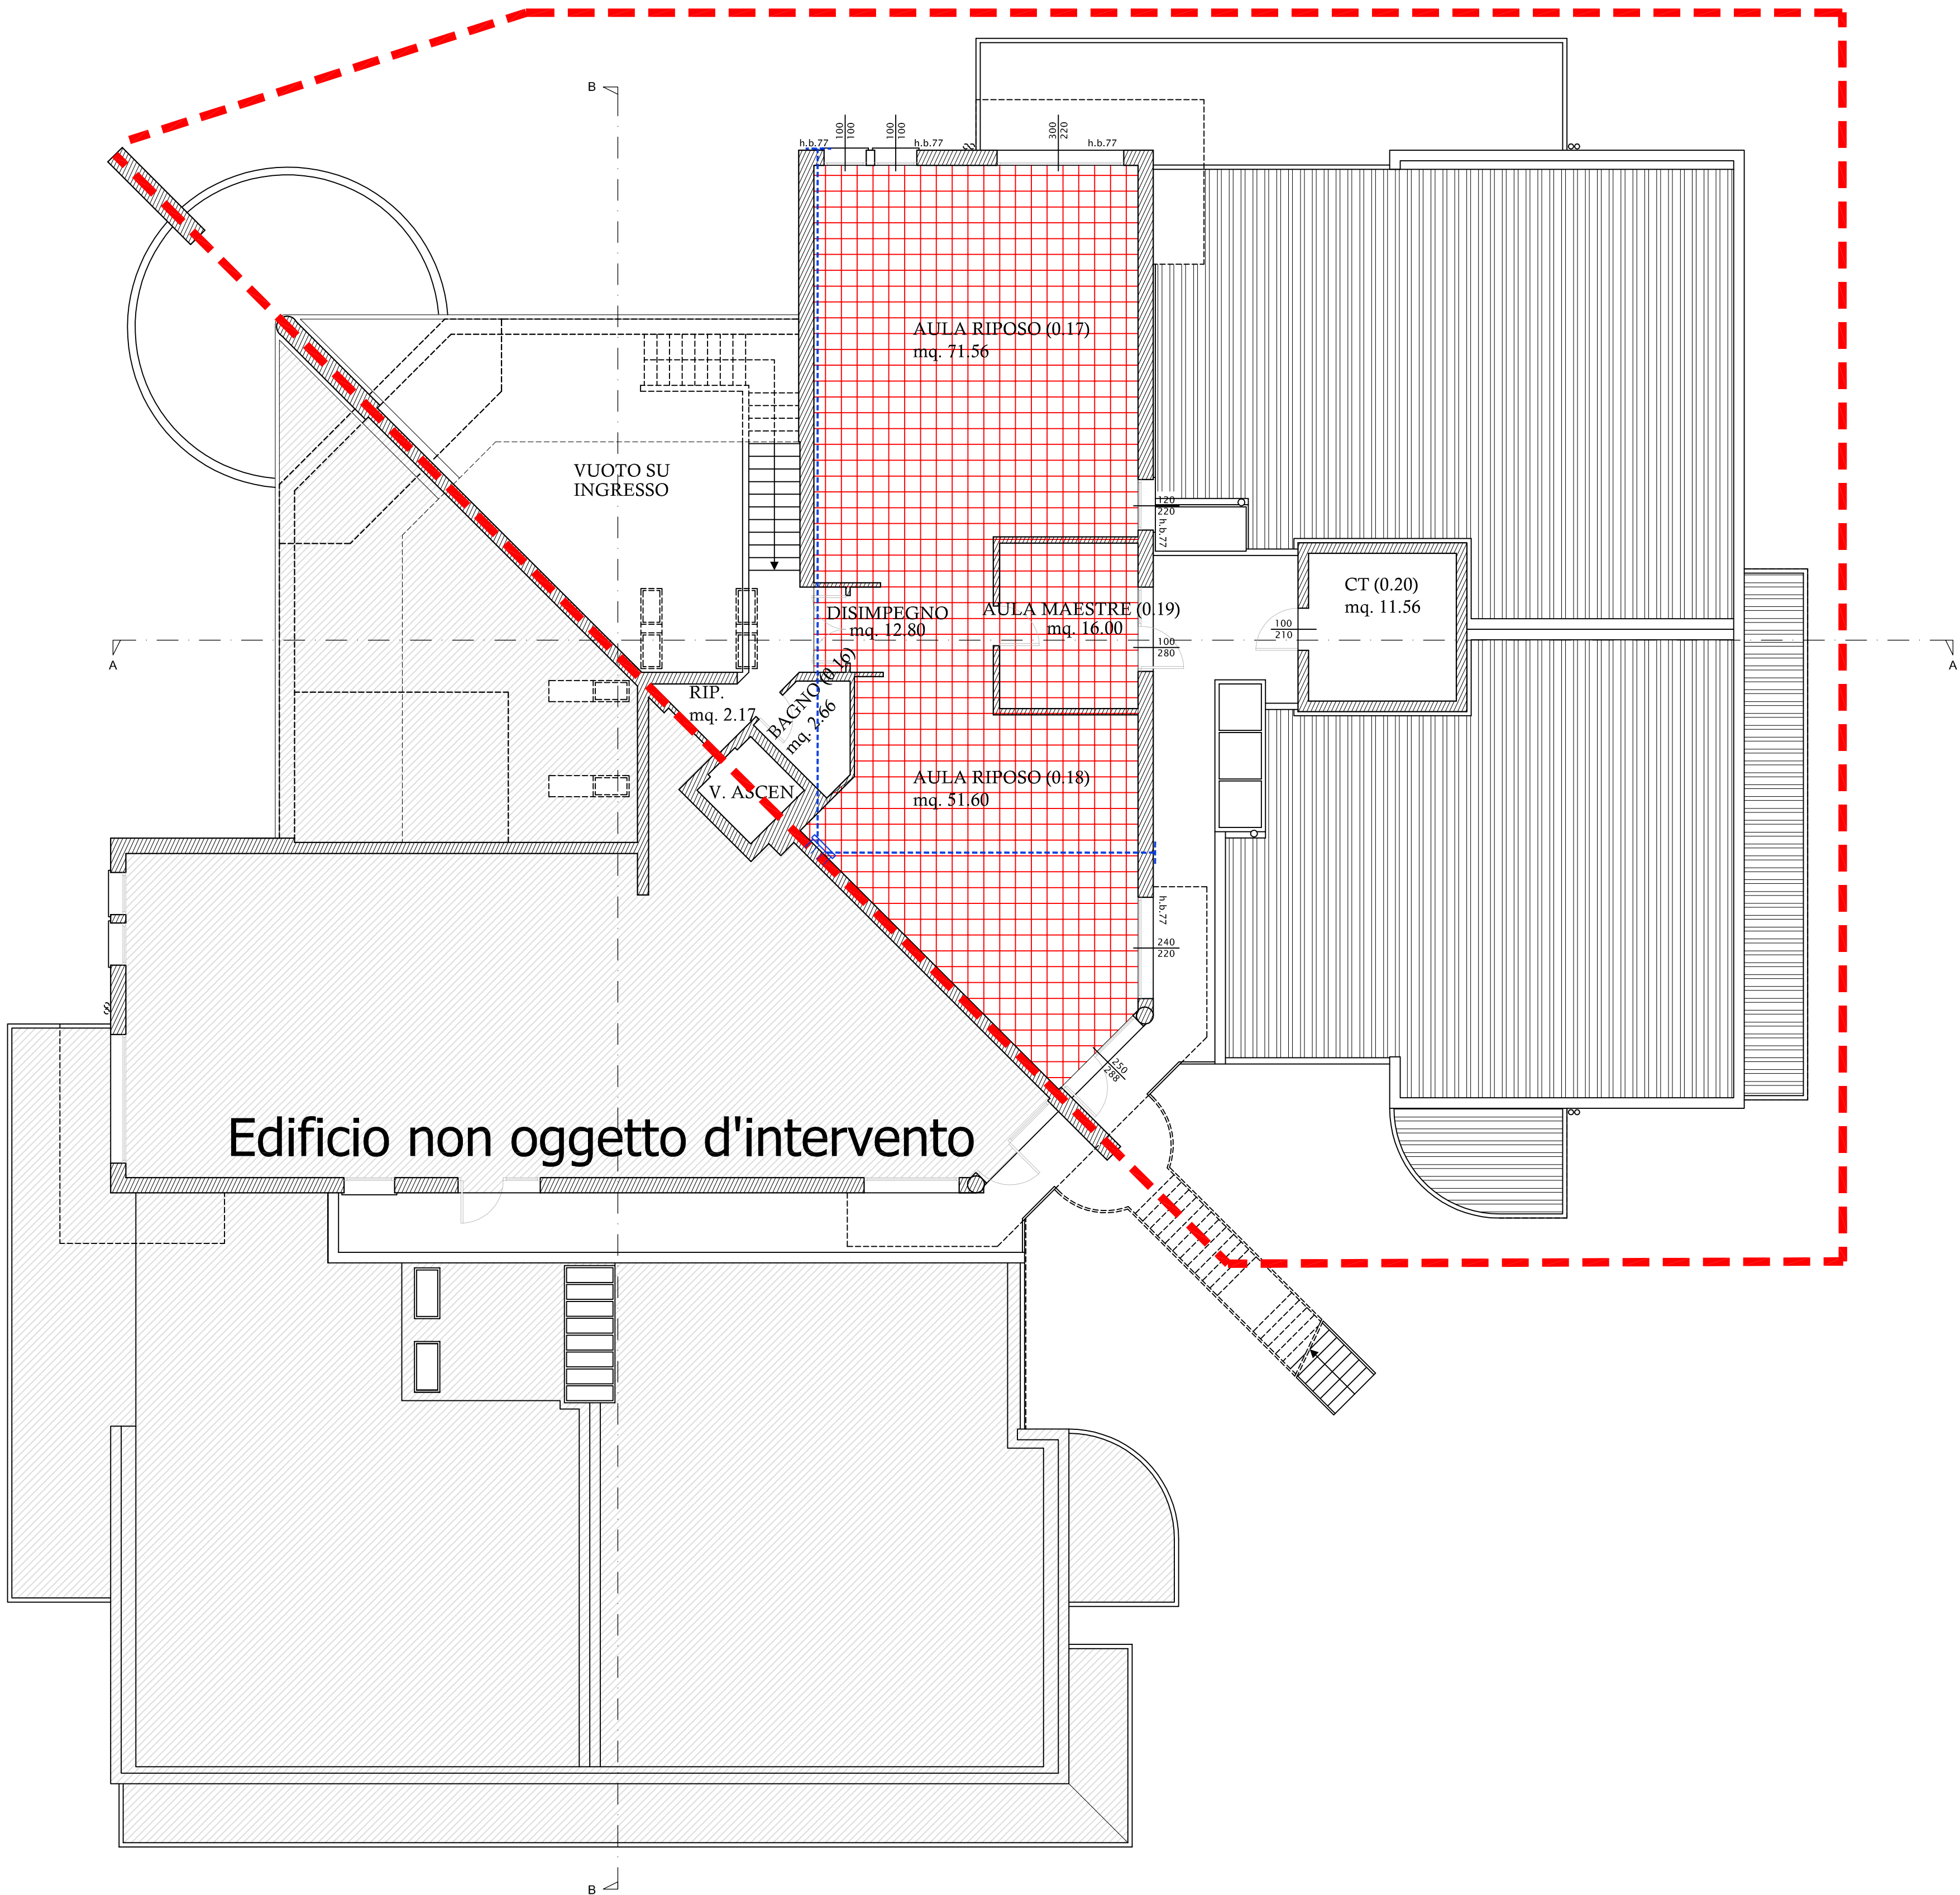 B
100
100
100
100
300
220
h.b.77
h.b.77
h.b.77
AULA RIPOSO (0.17)
mq. 71.56
VUOTO SU
INGRESSO
120
220
h.b.77
CT (0.20)
mq. 11.56
DISIMPEGNO
mq. 12.80
AULA MAESTRE (0.19)
mq. 16.00
100
210
100
280
A
A
RIP.
mq. 2.17
BAGNO (0.16)
mq. 2.66
AULA RIPOSO (0.18)
mq. 51.60
V. ASCEN
h.b.77
240
220
250
288
Edificio non oggetto d'intervento
B